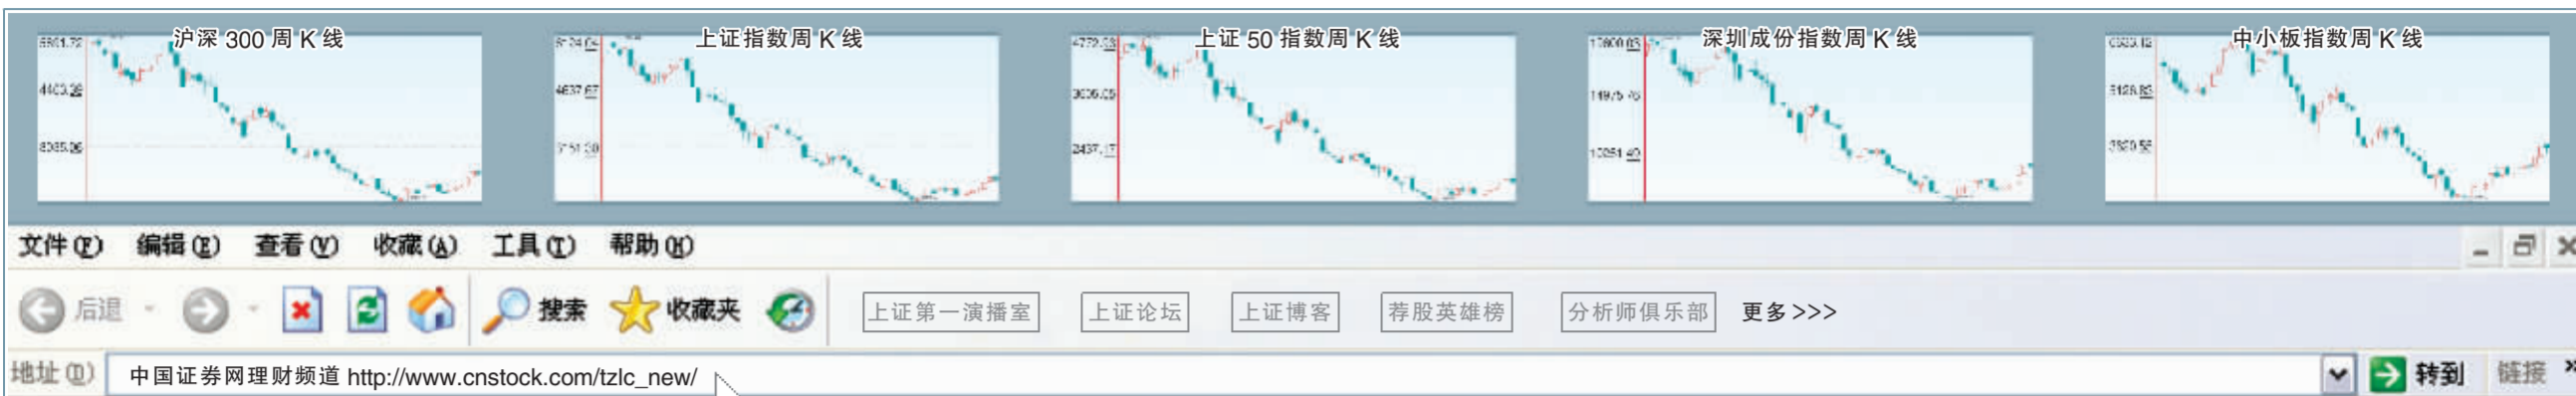 沪深 300 周 K 线
上证指数周 K 线
上证 50 指数周 K 线
深圳成份指数周 K 线
中小板指数周 K 线
文件(F) 编辑(E) 查看(V) 收藏(A) 工具(T) 帮助(H)
后退 搜索 收藏夹 上证第一演播室 上证论坛 上证博客 荐股英雄榜 分析师俱乐部 更多>>>
地址(D) 中国证券网理财频道 http://www.cnstock.com/tzlc_new/ 转到 链接 »